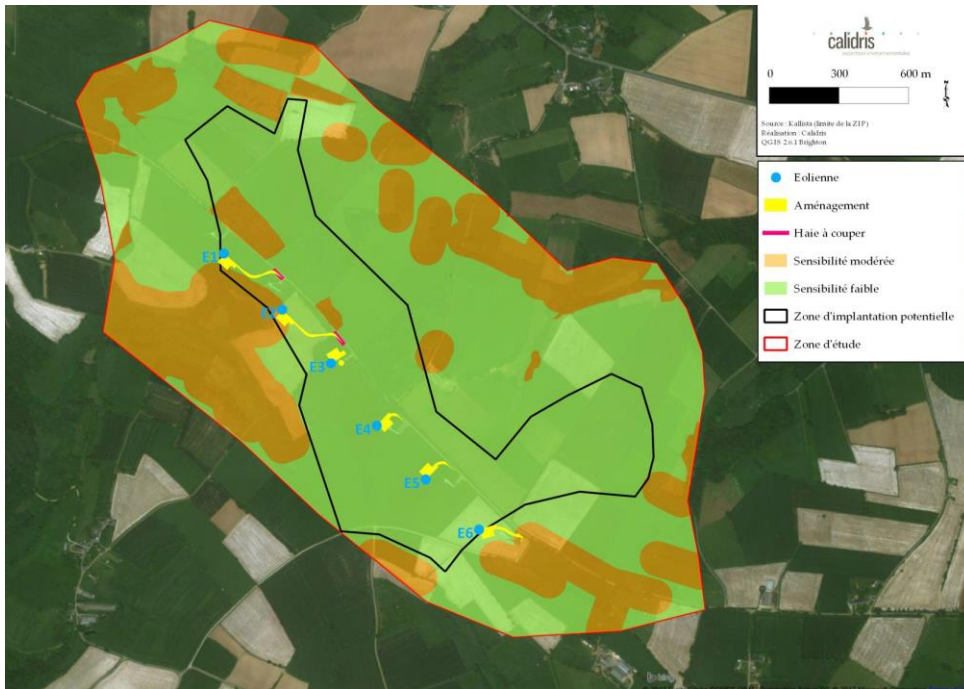 calidris
0 300 600 m
Source : Kallista (limite de la ZIP)
Réalisation : Calidris
QGIS 2.6.1 Brighton
Eolienne
Aménagement
Haie à couper
Sensibilité modérée
Sensibilité faible
Zone d'implantation potentielle
Zone d'étude
E1
E2
E3
E4
E5
E6